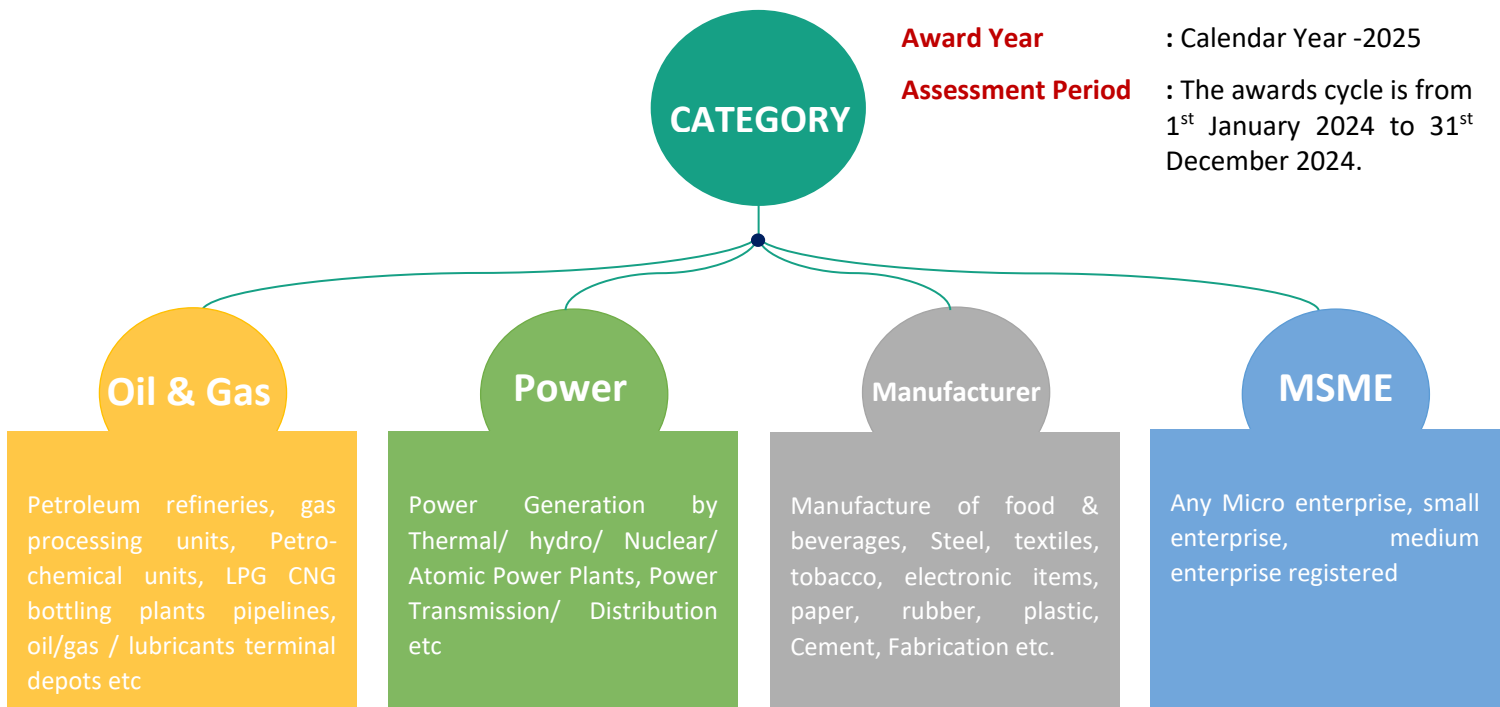 Award Year : Calendar Year -2025
Assessment Period : The awards cycle is from
1st January 2024 to 31st
December 2024.
CATEGORY
Oil & Gas
Petroleum refineries, gas
processing units, Petro-
chemical units, LPG CNG
bottling plants pipelines,
oil/gas / lubricants terminal
depots etc
Power
Power Generation by
Thermal/ hydro/ Nuclear/
Atomic Power Plants, Power
Transmission/ Distribution
etc
Manufacturer
Manufacture of food &
beverages, Steel, textiles,
tobacco, electronic items,
paper, rubber, plastic,
Cement, Fabrication etc.
MSME
Any Micro enterprise, small
enterprise, medium
enterprise registered